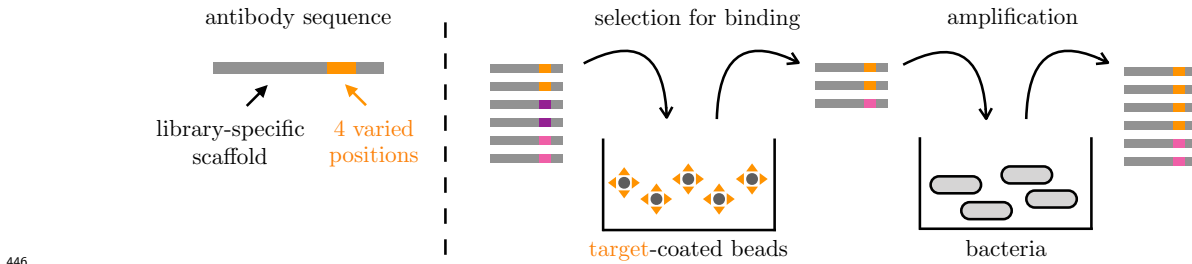 antibody sequence
selection for binding
amplification
library-specific
scaffold
4 varied
positions
target-coated beads
bacteria
446